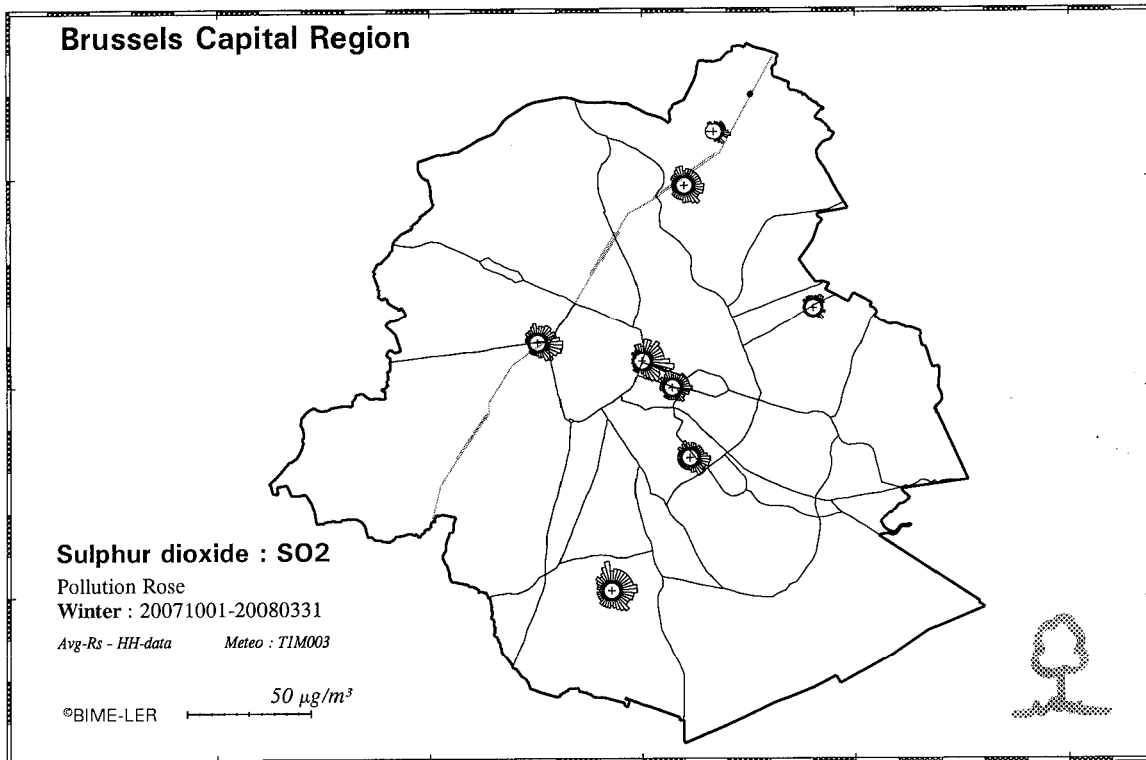 Brussels Capital Region
Sulphur dioxide : SO2
Pollution Rose
Winter : 20071001-20080331
Avg-Rs - HH-data Meteo : T1M003
50 µg/m³
©BIME-LER